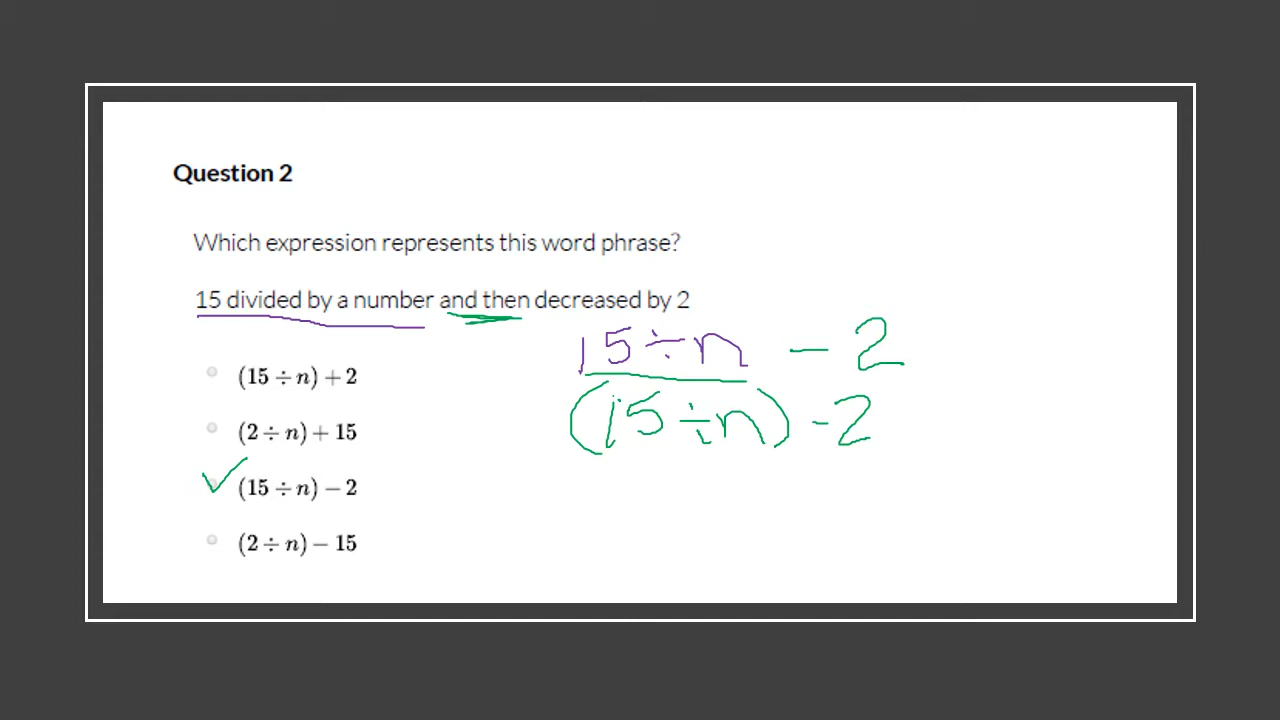 Question 2
Which expression represents this word phrase?
15 divided by a number and then decreased by 2
15 ÷ n - 2
(15 ÷ n) - 2
(15 ÷ n) + 2
(2 ÷ n) + 15
(15 ÷ n) − 2
(2 ÷ n) − 15